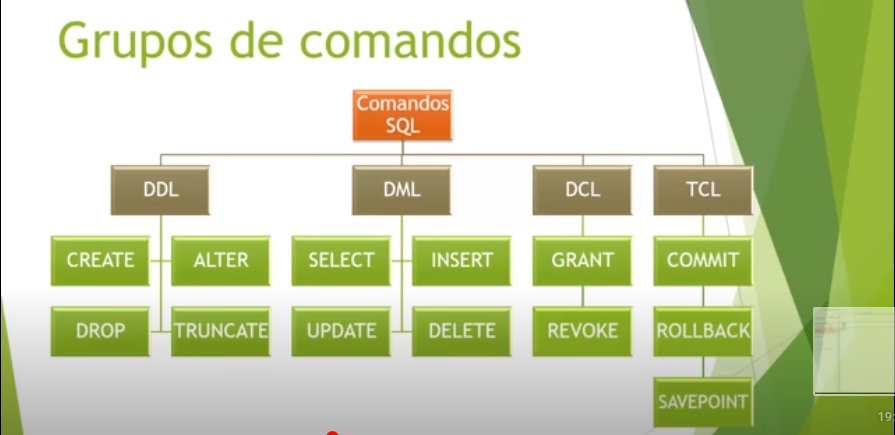 Grupos de comandos
Comandos
SQL
DDL
DML
DCL
TCL
CREATE
ALTER
SELECT
INSERT
GRANT
COMMIT
DROP
TRUNCATE
UPDATE
DELETE
REVOKE
ROLLBACK
SAVEPOINT
19: